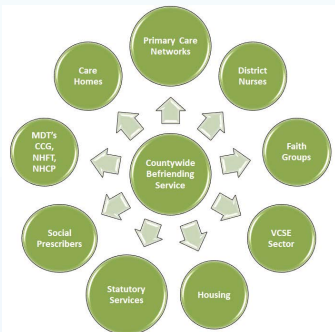 Primary Care
Networks
Care
Homes
District
Nurses
MDT's
CCG,
NHFT,
NHCP
Countywide
Befriending
Service
Faith
Groups
Social
Prescribers
VCSE
Sector
Statutory
Services
Housing